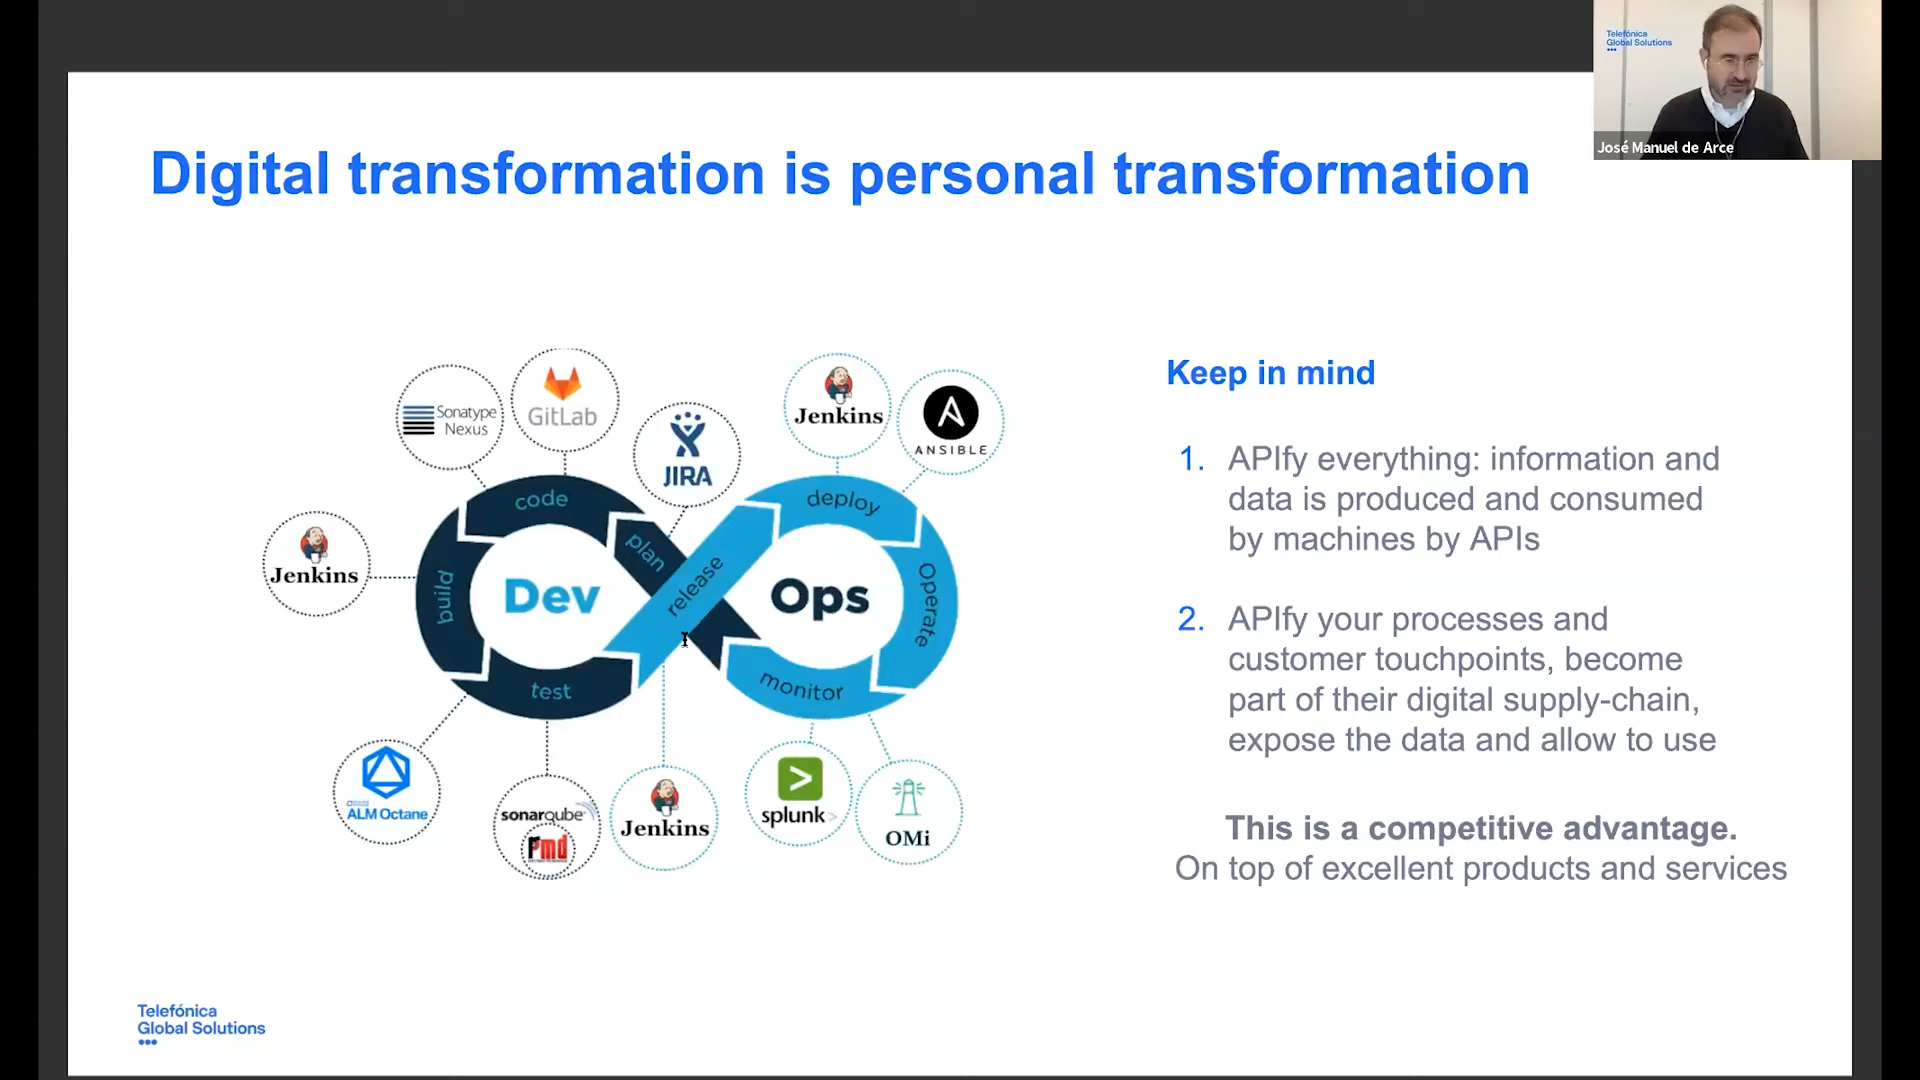 Telefónica
Global Solutions
José Manuel de Arce
Digital transformation is personal transformation
Sonatype
Nexus
GitLab
JIRA
Jenkins
ANSIBLE
Jenkins
code
plan
build
test
release
deploy
Operate
monitor
Dev
Ops
ALM Octane
sonarqube
Pmd
Jenkins
splunk>
OMi
Keep in mind
1. APIfy everything: information and
data is produced and consumed
by machines by APIs
2. APIfy your processes and
customer touchpoints, become
part of their digital supply-chain,
expose the data and allow to use
This is a competitive advantage.
On top of excellent products and services
Telefónica
Global Solutions